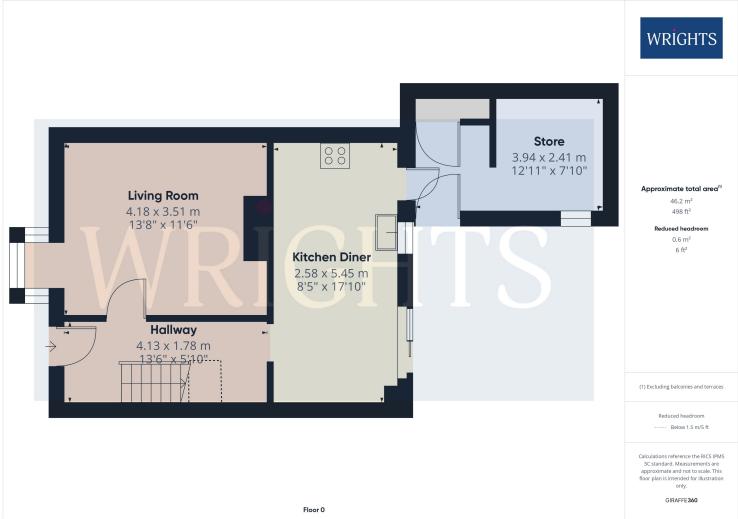 WRIGHTS
Store
3.94 x 2.41 m
12'11" x 7'10"
Living Room
4.18 x 3.51 m
13'8" x 11'6"
Kitchen Diner
2.58 x 5.45 m
8'5" x 17'10"
WRIGHTS
Hallway
4.13 x 1.78 m
13'6" x 5'10"
Floor 0
Approximate total area(1)
46.2 m²
498 ft²
Reduced headroom
0.6 m²
6 ft²
(1) Excluding balconies and terraces
Reduced headroom
Below 1.5 m/5 ft
Calculations reference the RICS IPMS
3C standard. Measurements are
approximate and not to scale. This
floor plan is intended for illustration
only.
GIRAFFE360